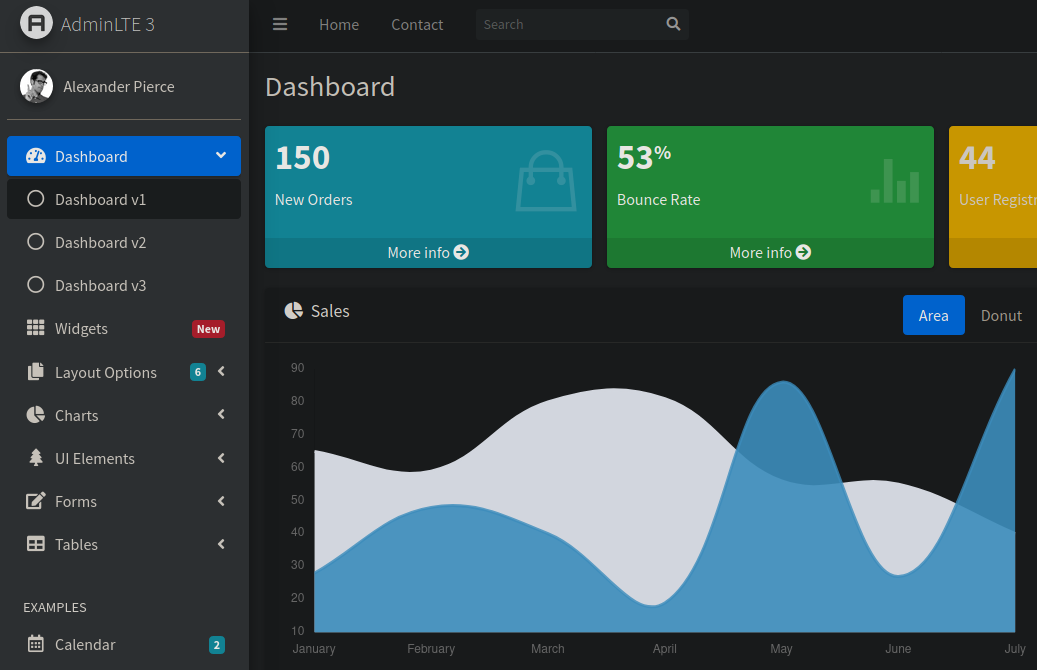 AdminLTE 3
Home
Contact
Search
Alexander Pierce
Dashboard
Dashboard v1
Dashboard v2
Dashboard v3
Widgets New
Layout Options 6
Charts
UI Elements
Forms
Tables
EXAMPLES
Calendar 2
Dashboard
150
New Orders
More info
53%
Bounce Rate
More info
44
User Registr
Sales
Area
Donut
90
80
70
60
50
40
30
20
10
January February March April May June July